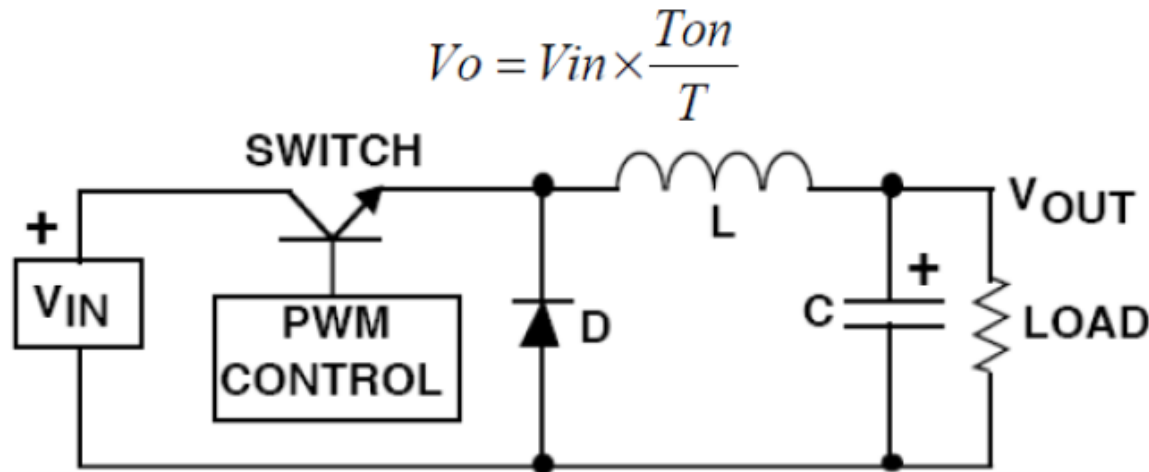 Vo = Vin × Ton / T
SWITCH
+
VIN
PWM
CONTROL
D
L
VOUT
+
C
LOAD